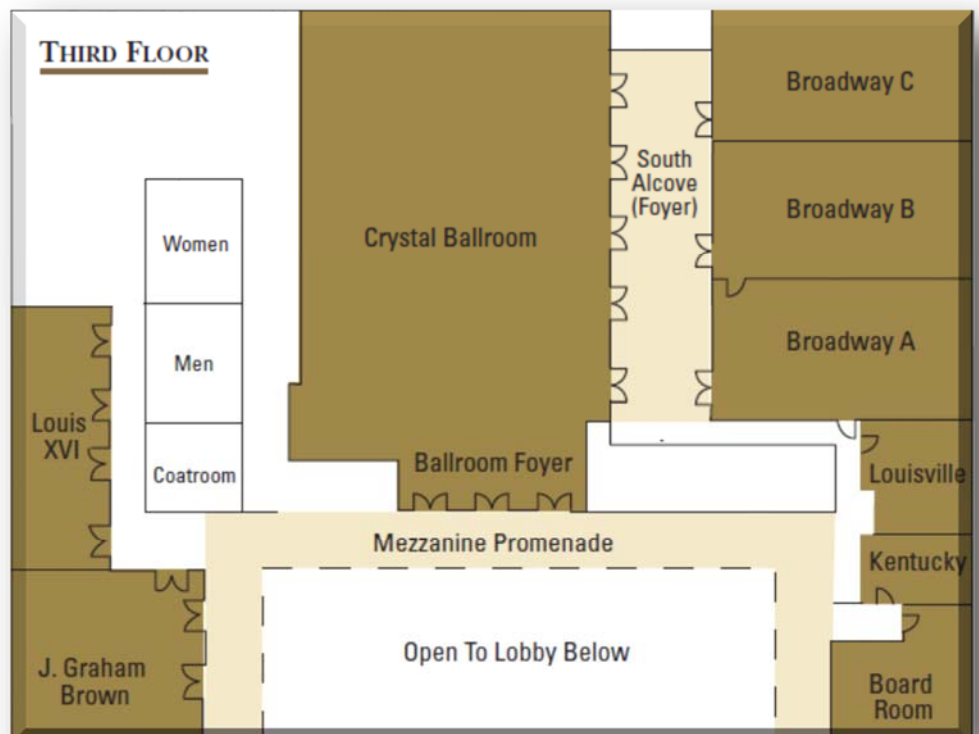 THIRD FLOOR
Broadway C
South
Alcove
(Foyer)
Broadway B
Crystal Ballroom
Women
Broadway A
Men
Louis
XVI
Coatroom
Ballroom Foyer
Louisville
Mezzanine Promenade
Kentucky
Open To Lobby Below
J. Graham
Brown
Board
Room